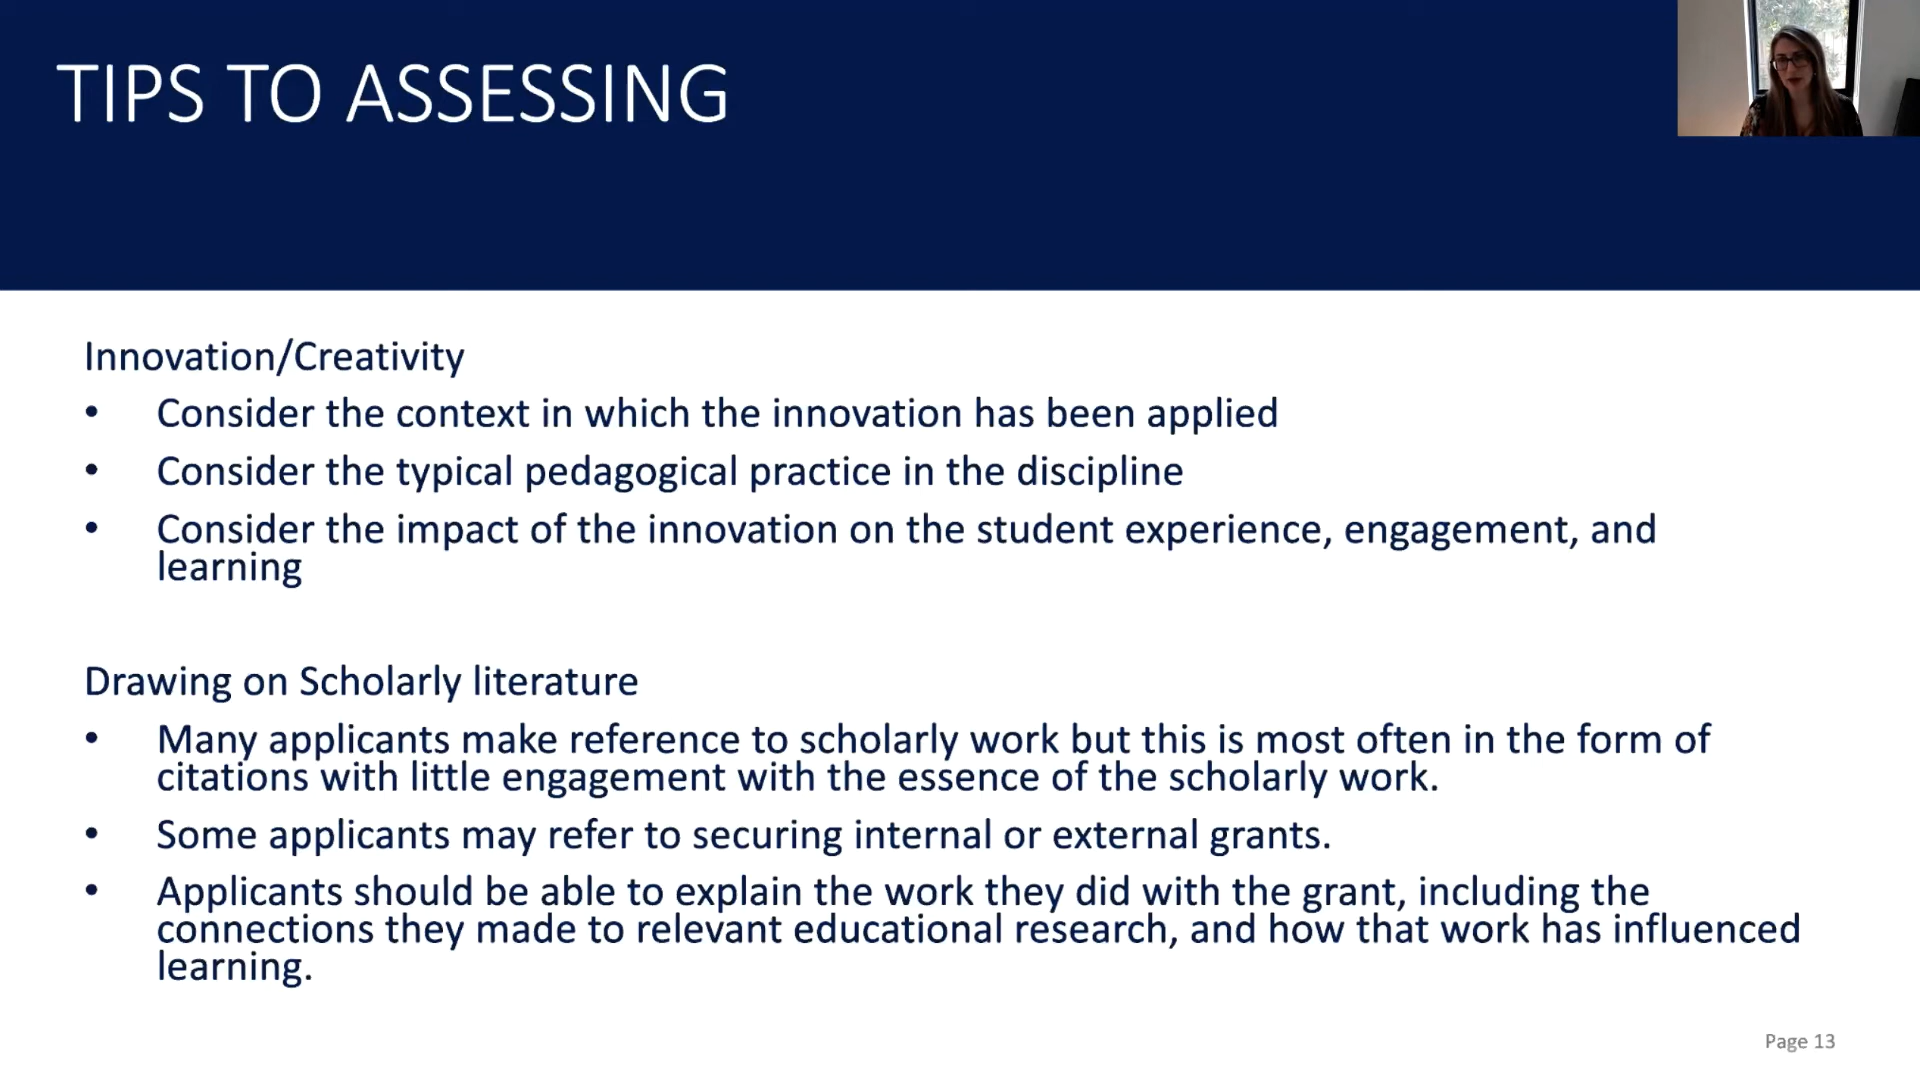 TIPS TO ASSESSING
Innovation/Creativity
• Consider the context in which the innovation has been applied
• Consider the typical pedagogical practice in the discipline
• Consider the impact of the innovation on the student experience, engagement, and
learning
Drawing on Scholarly literature
• Many applicants make reference to scholarly work but this is most often in the form of
citations with little engagement with the essence of the scholarly work.
• Some applicants may refer to securing internal or external grants.
• Applicants should be able to explain the work they did with the grant, including the
connections they made to relevant educational research, and how that work has influenced
learning.
Page 13